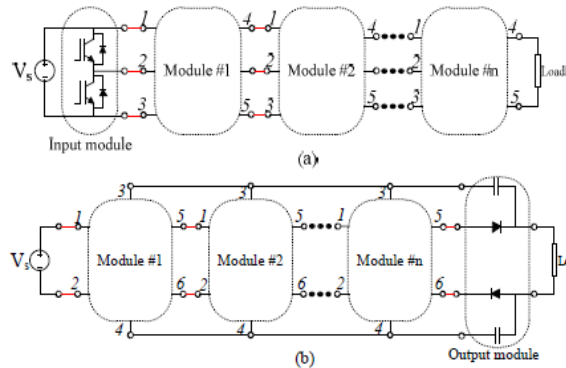 1 4 1 4 1 4
V_s 2 Module #1 2 Module #2 2 Module #n Load
3 5 3 5 3 5
Input module
(a)
3 3 3
1 5 1 5 1 5
V_s Module #1 Module #2 Module #n
2 6 2 6 2 6
4 4 4
Output module
(b)